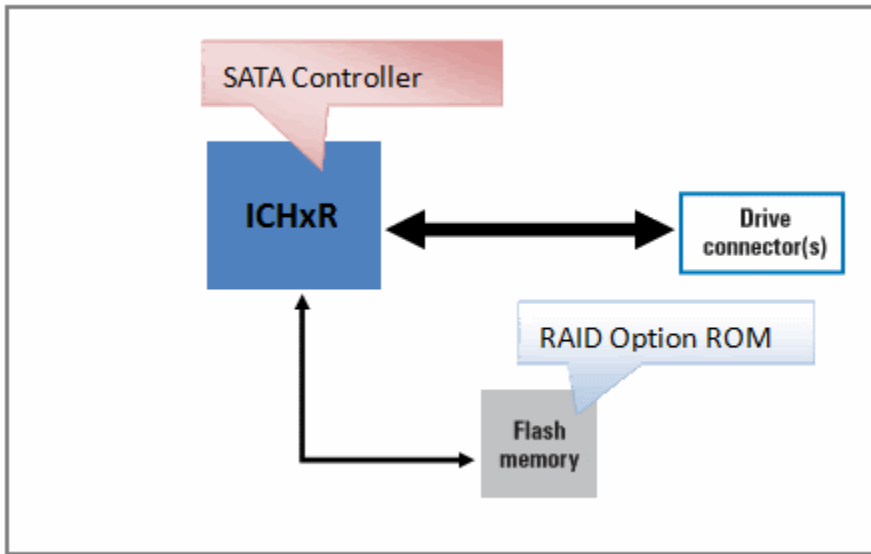 SATA Controller
ICHxR
Drive
connector(s)
RAID Option ROM
Flash
memory